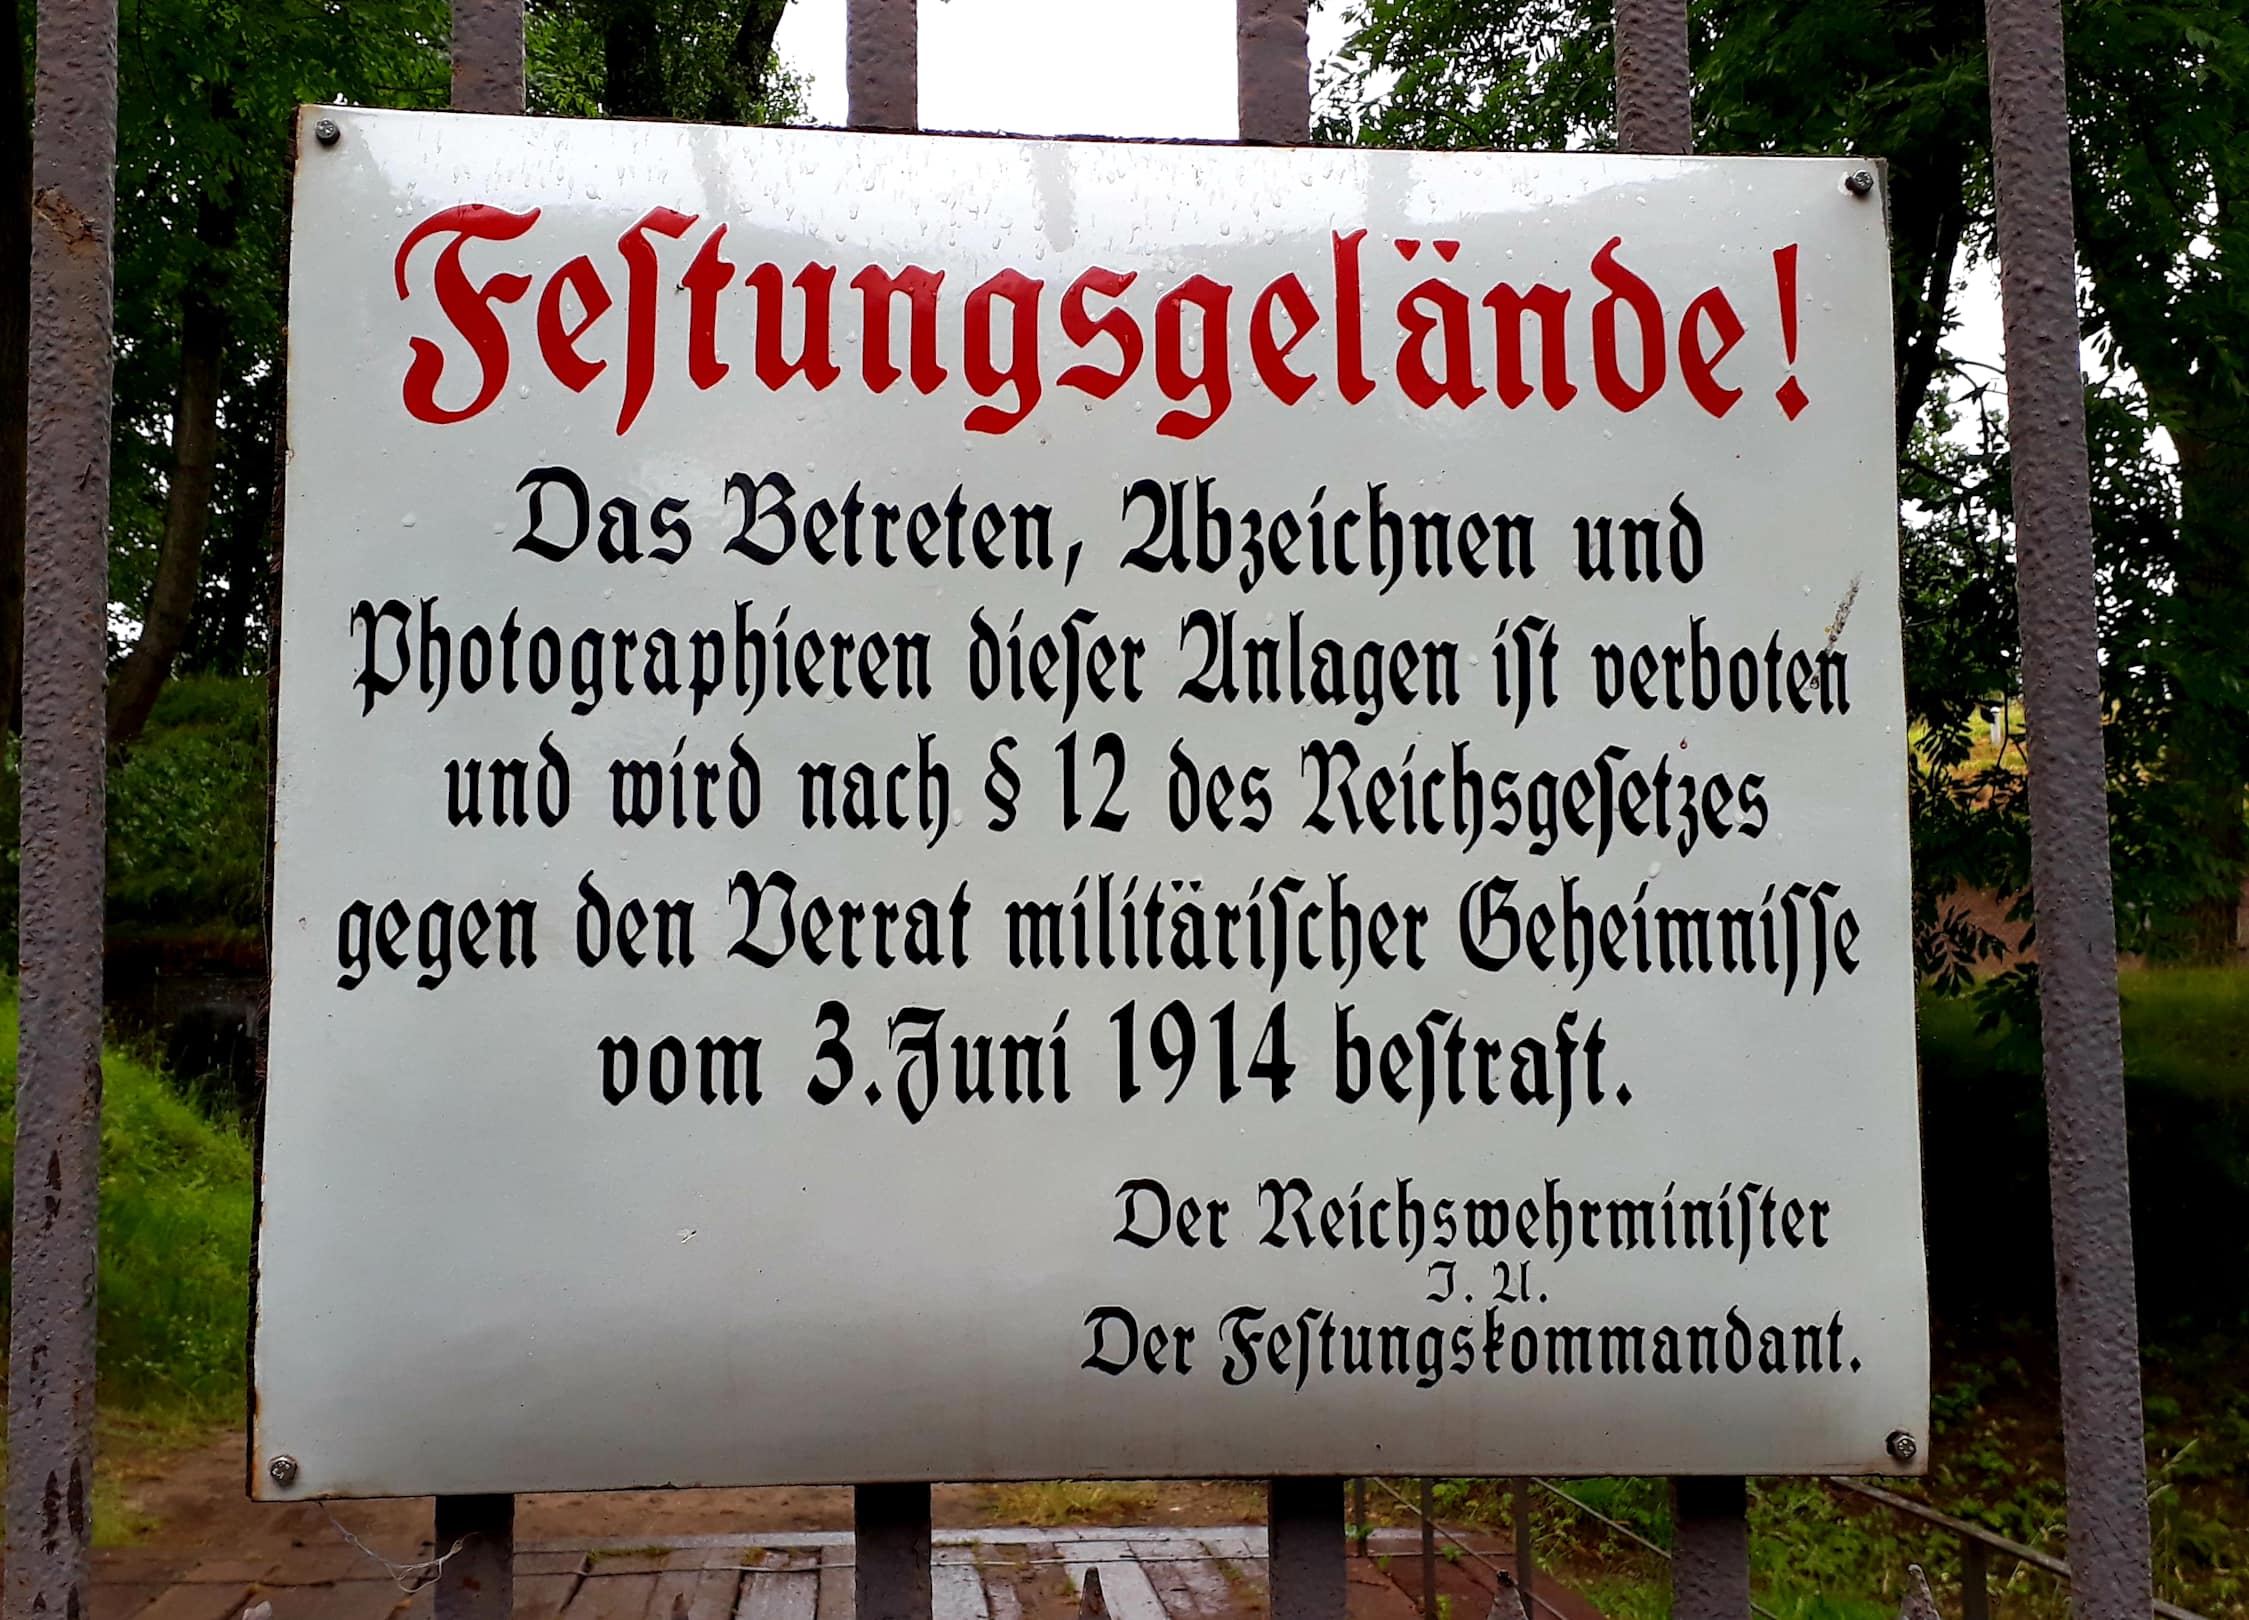 Feſtungsgelände!
Das Betreten, Abzeichnen und
Photographieren dieſer Anlagen iſt verboten
und wird nach § 12 des Reichsgeſetzes
gegen den Verrat militäriſcher Geheimniſſe
vom 3. Juni 1914 beſtraft.
Der Reichswehrminiſter
I. A.
Der Feſtungskommandant.